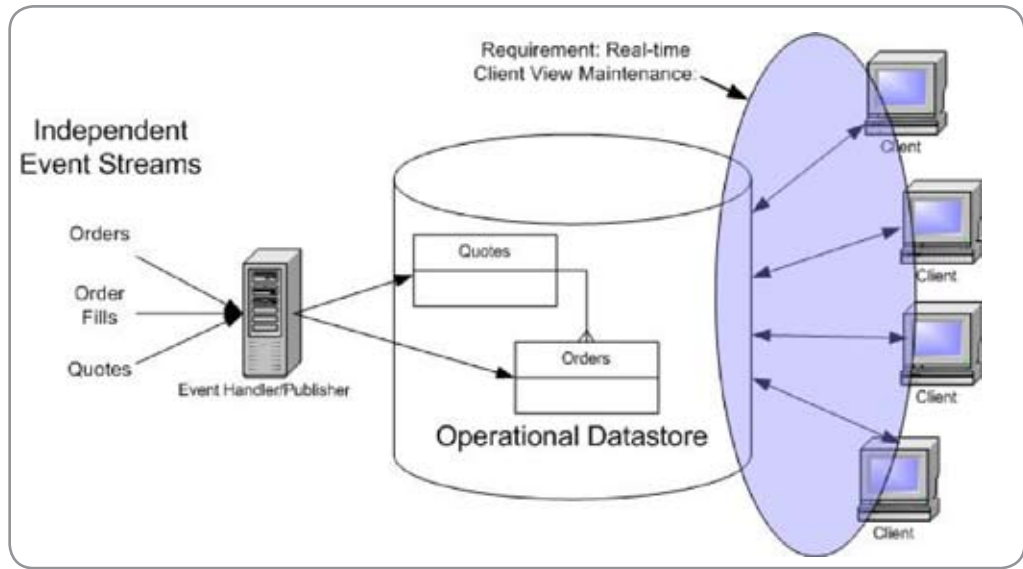 Requirement: Real-time
Client View Maintenance:
Independent
Event Streams
Orders
Order
Fills
Quotes
Event Handler/Publisher
Quotes
Orders
Operational Datastore
Client
Client
Client
Client